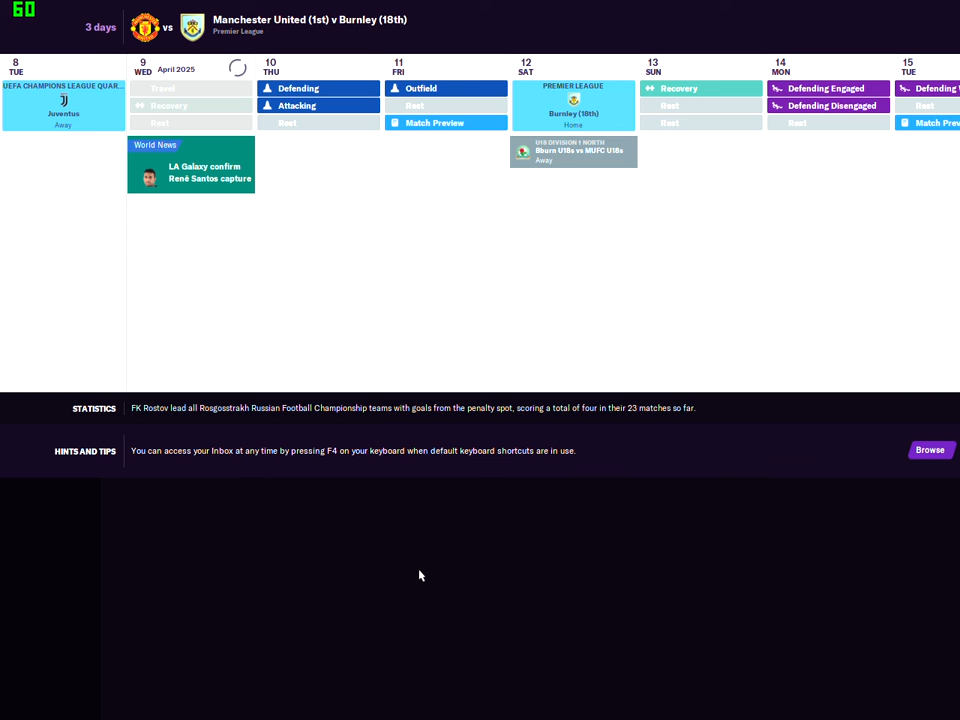 60
3 days
vs
Manchester United (1st) v Burnley (18th)
Premier League
8
TUE
9
WED
April 2025
10
THU
11
FRI
12
SAT
13
SUN
14
MON
15
TUE
UEFA CHAMPIONS LEAGUE QUAR...
Juventus
Away
Travel
Recovery
Rest
Defending
Attacking
Rest
Outfield
Rest
Match Preview
PREMIER LEAGUE
Burnley (18th)
Home
Recovery
Rest
Rest
Defending Engaged
Defending Disengaged
Rest
Defending
Rest
Match
World News
LA Galaxy confirm
René Santos capture
U18 DIVISION 1 NORTH
Bburn U18s vs MUFC U18s
Away
STATISTICS
FK Rostov lead all Rosgosstrakh Russian Football Championship teams with goals from the penalty spot, scoring a total of four in their 23 matches so far.
HINTS AND TIPS
You can access your Inbox at any time by pressing F4 on your keyboard when default keyboard shortcuts are in use.
Browse